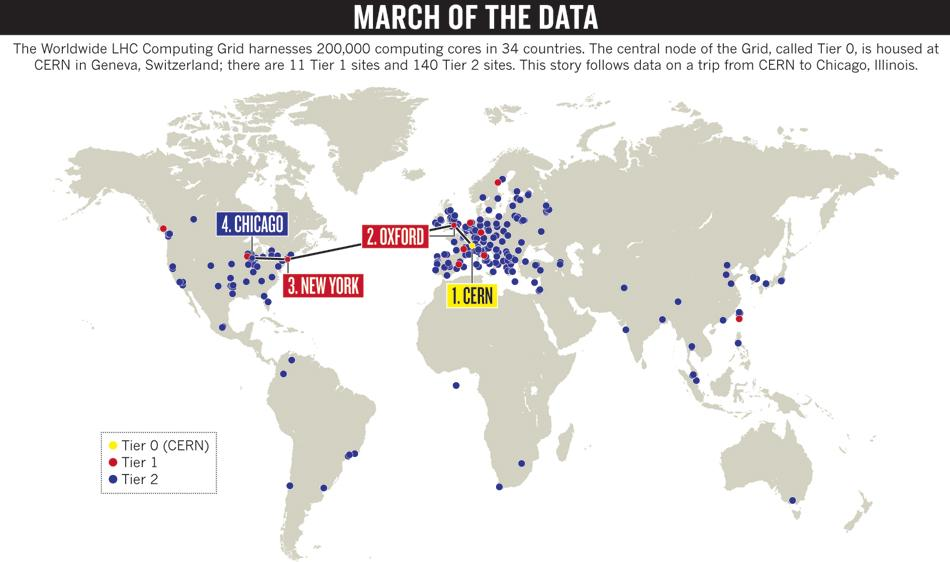 MARCH OF THE DATA
The Worldwide LHC Computing Grid harnesses 200,000 computing cores in 34 countries. The central node of the Grid, called Tier 0, is housed at
CERN in Geneva, Switzerland; there are 11 Tier 1 sites and 140 Tier 2 sites. This story follows data on a trip from CERN to Chicago, Illinois.
4. CHICAGO
2. OXFORD
3. NEW YORK
1. CERN
Tier 0 (CERN)
Tier 1
Tier 2